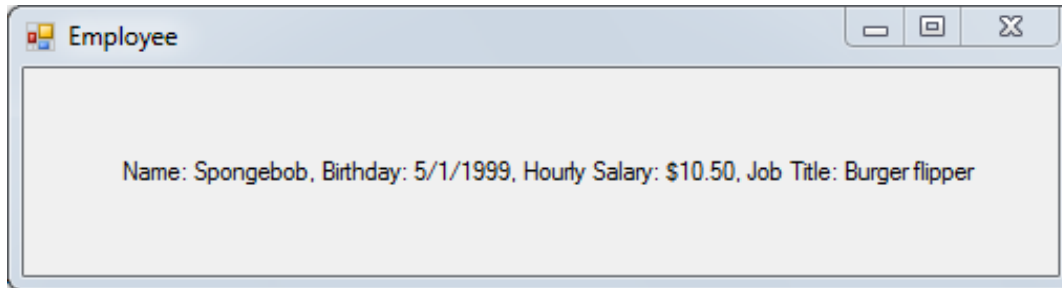 Employee
Name: Spongebob, Birthday: 5/1/1999, Hourly Salary: $10.50, Job Title: Burger flipper